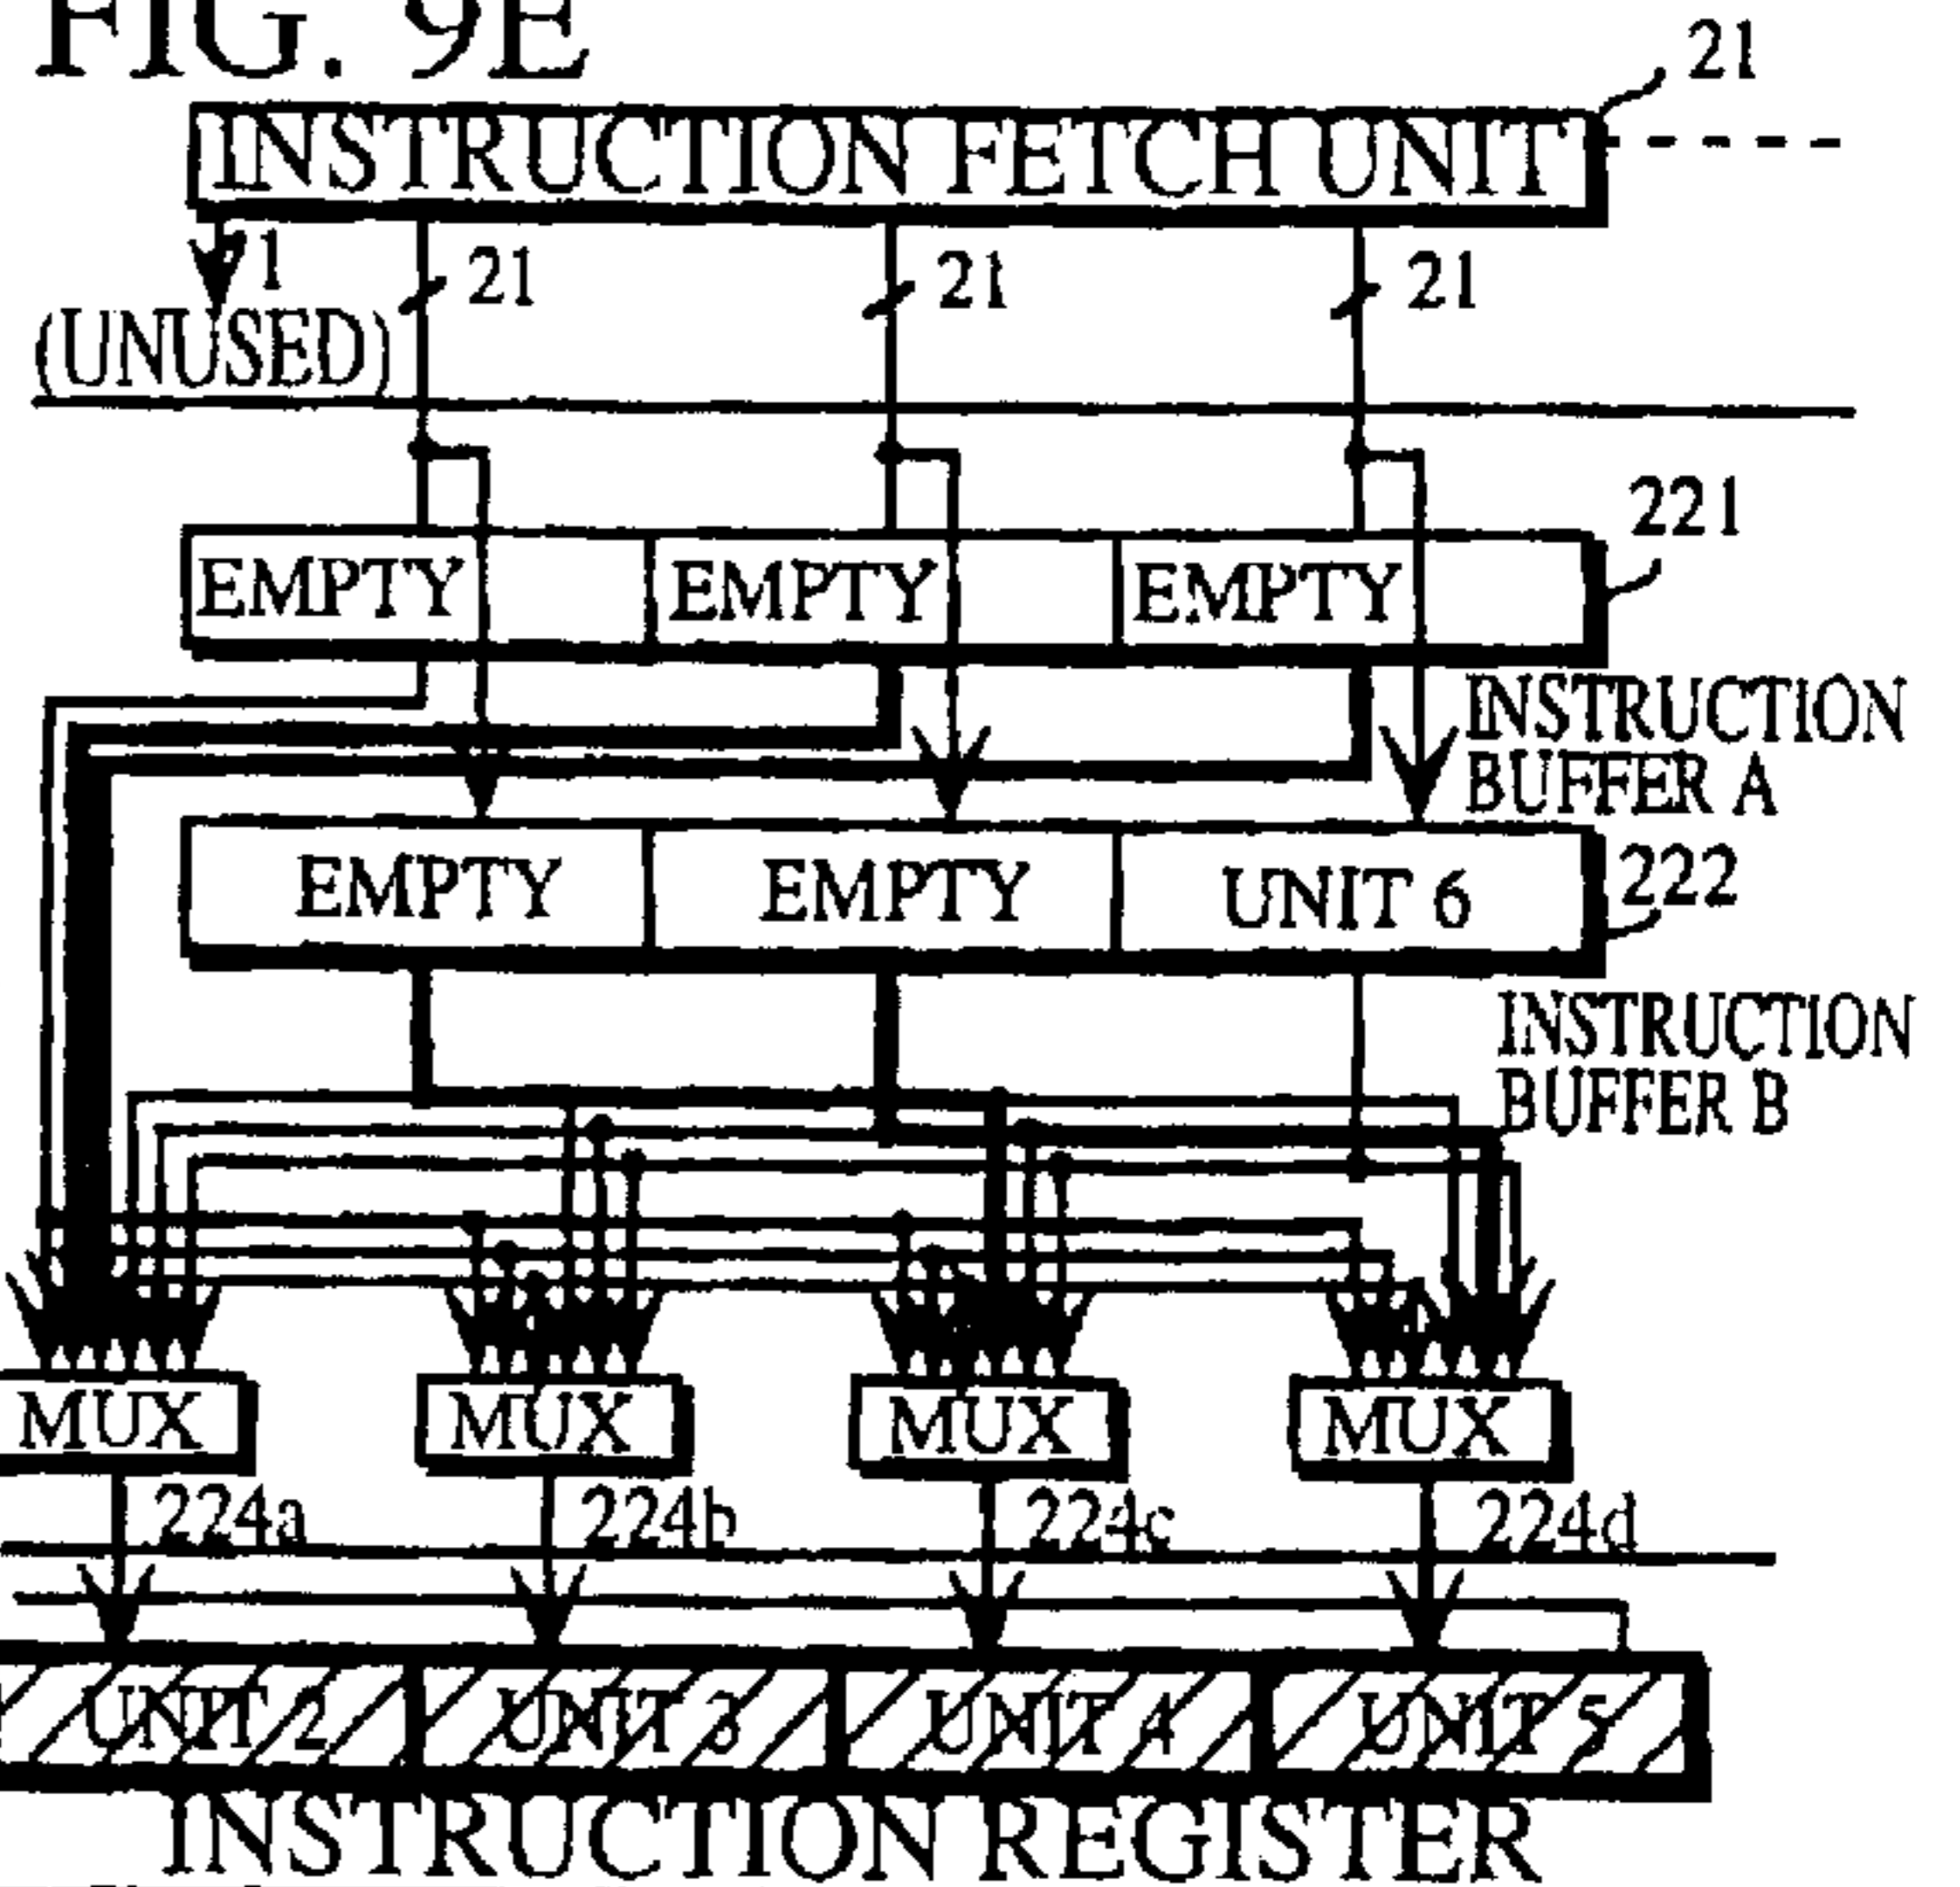 FIG. 9E
21
INSTRUCTION FETCH UNIT
1
21
21
21
(UNUSED)
221
EMPTY
EMPTY
EMPTY
INSTRUCTION
BUFFER A
EMPTY
EMPTY
UNIT 6
222
INSTRUCTION
BUFFER B
MUX
MUX
MUX
MUX
224a
224b
224c
224d
UNIT 2
UNIT 3
UNIT 4
UNIT 5
INSTRUCTION REGISTER